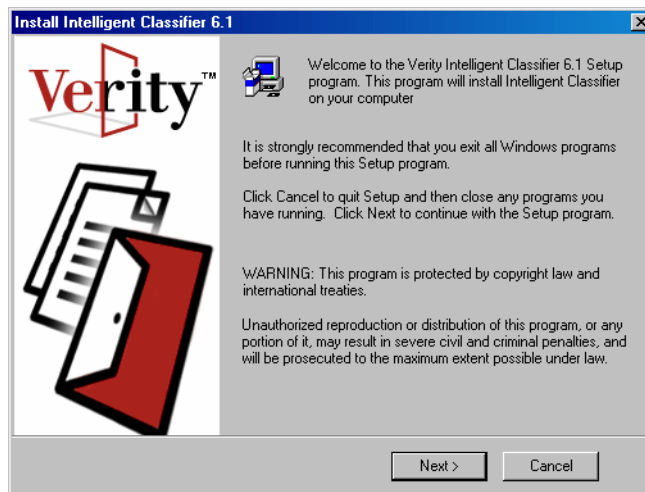 Install Intelligent Classifier 6.1
Verity™
Welcome to the Verity Intelligent Classifier 6.1 Setup
program. This program will install Intelligent Classifier
on your computer
It is strongly recommended that you exit all Windows programs
before running this Setup program.
Click Cancel to quit Setup and then close any programs you
have running. Click Next to continue with the Setup program.
WARNING: This program is protected by copyright law and
international treaties.
Unauthorized reproduction or distribution of this program, or any
portion of it, may result in severe civil and criminal penalties, and
will be prosecuted to the maximum extent possible under law.
Next >
Cancel